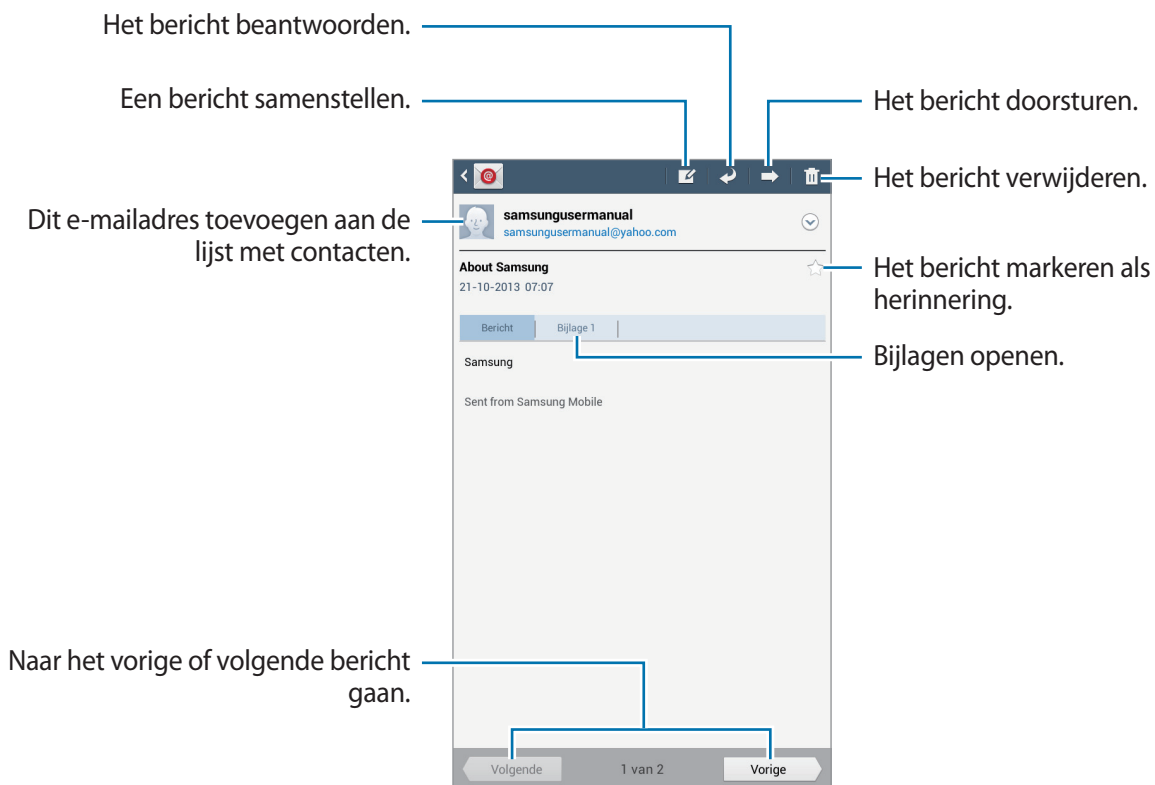 Het bericht beantwoorden.
Een bericht samenstellen.
Het bericht doorsturen.
Het bericht verwijderen.
Dit e-mailadres toevoegen aan de
lijst met contacten.
samsungusermanual
samsungusermanual@yahoo.com
About Samsung
21-10-2013 07:07
Het bericht markeren als
herinnering.
Bericht
Bijlage 1
Bijlagen openen.
Samsung
Sent from Samsung Mobile
Naar het vorige of volgende bericht
gaan.
Volgende
1 van 2
Vorige